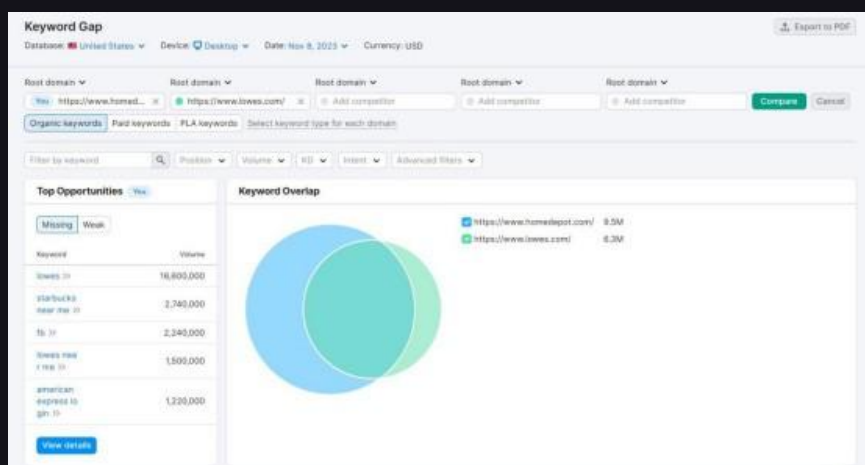 Keyword Gap
Export to PDF
Database: United States Device: Desktop Date: Nov 8, 2023 Currency: USD
Root domain Root domain Root domain Root domain Root domain
You https://www.homed... https://www.lowes.com/ Add competitor Add competitor Add competitor Compare Cancel
Organic keywords Paid keywords PLA keywords Select keyword type for each domain
Filter by keyword Position Volume KD Intent Advanced filters
Top Opportunities You
Missing Weak
Keyword Volume
lowes 16,600,000
starbucks
near me 2,740,000
fb 2,240,000
lowes nea
r me 1,500,000
american
express lo
gin 1,220,000
View details
Keyword Overlap
https://www.homedepot.com/ 9.5M
https://www.lowes.com/ 6.3M